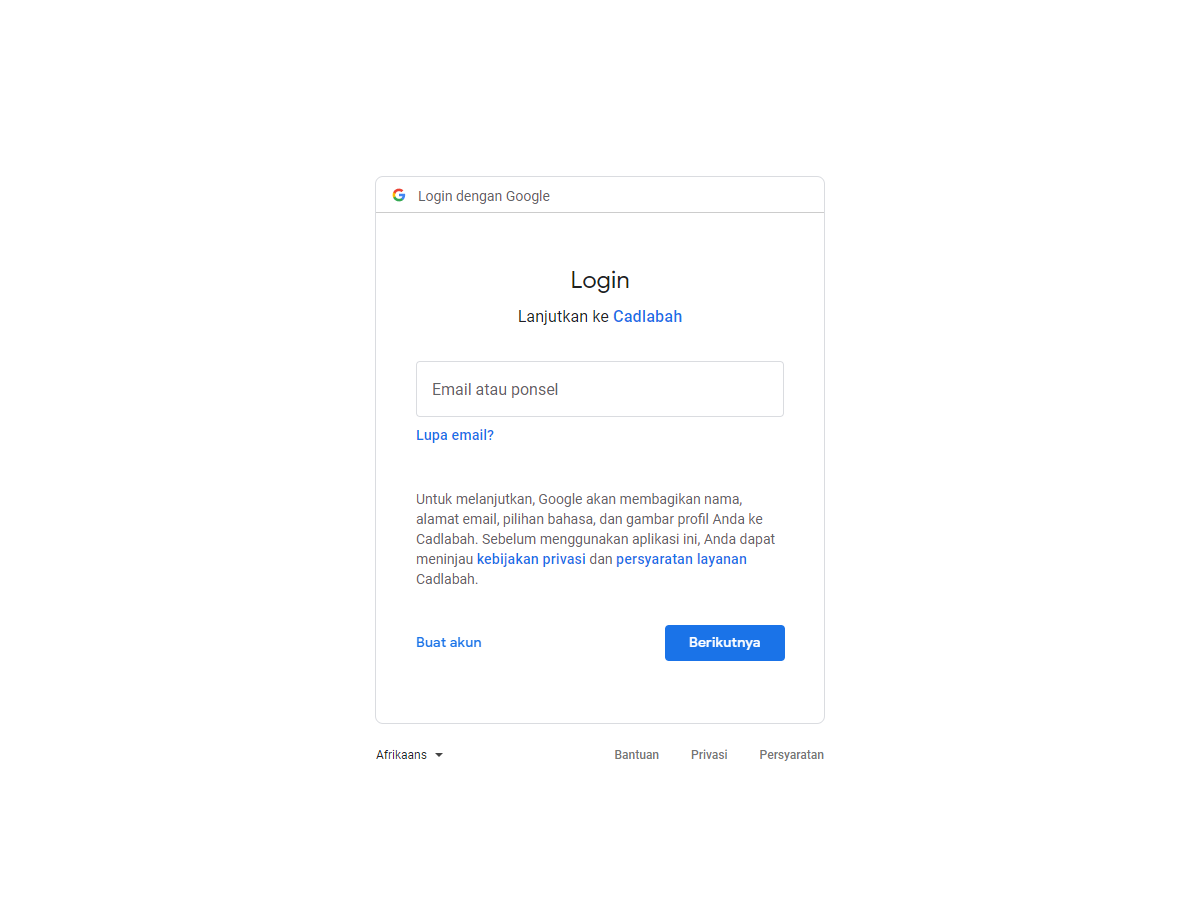 Login dengan Google
Login
Lanjutkan ke Cadlabah
Email atau ponsel
Lupa email?
Untuk melanjutkan, Google akan membagikan nama,
alamat email, pilihan bahasa, dan gambar profil Anda ke
Cadlabah. Sebelum menggunakan aplikasi ini, Anda dapat
meninjau kebijakan privasi dan persyaratan layanan
Cadlabah.
Buat akun
Berikutnya
Afrikaans
Bantuan
Privasi
Persyaratan